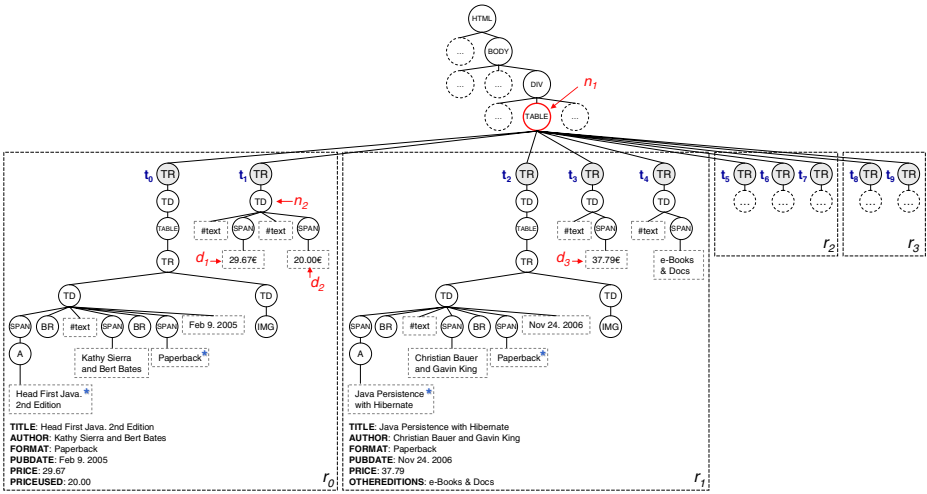 HTML
... BODY
... ... DIV
n1
... TABLE ...
t0 TR t1 TR t2 TR t3 TR t4 TR t5 TR t6 TR t7 TR t8 TR t9 TR
TD TD n2 TD TD TD ... ... ... ... ...
TABLE #text SPAN #text SPAN TABLE #text SPAN #text SPAN
r2 r3
TR d1 29.67€ 20.00€ TR d3 37.79€ e-Books
& Docs
d2
TD TD TD TD
SPAN BR #text SPAN BR SPAN Feb 9. 2005 IMG SPAN BR #text SPAN BR SPAN Nov 24. 2006 IMG
A Kathy Sierra
and Bert Bates
Paperback *
A Christian Bauer
and Gavin King
Paperback *
Head First Java. *
2nd Edition
Java Persistence *
with Hibernate
TITLE: Head First Java. 2nd Edition
AUTHOR: Kathy Sierra and Bert Bates
FORMAT: Paperback
PUBDATE: Feb 9. 2005
PRICE: 29.67
PRICEUSED: 20.00
r0
TITLE: Java Persistence with Hibernate
AUTHOR: Christian Bauer and Gavin King
FORMAT: Paperback
PUBDATE: Nov 24. 2006
PRICE: 37.79
OTHEREDITIONS: e-Books & Docs
r1